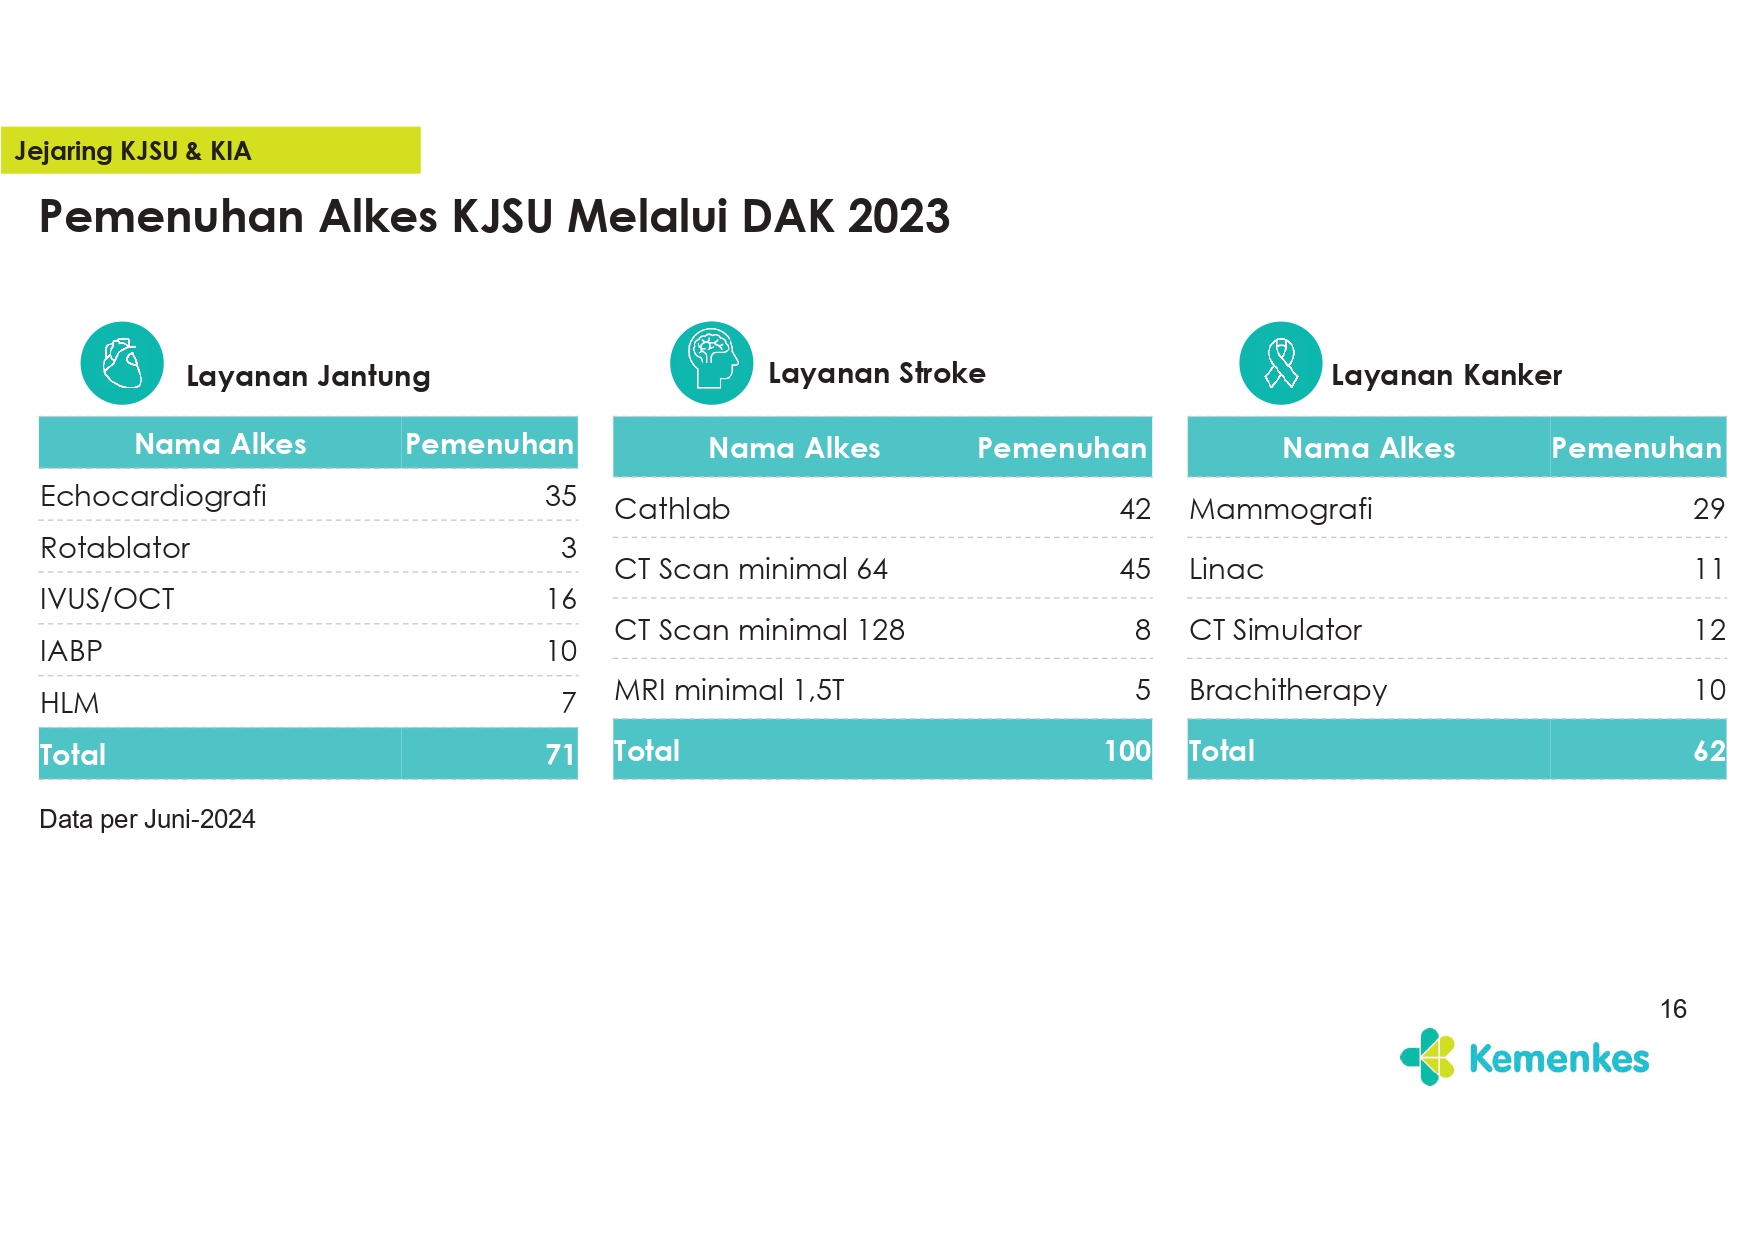 Jejaring KJSU & KIA
Pemenuhan Alkes KJSU Melalui DAK 2023
Layanan Jantung
Nama Alkes Pemenuhan
Echocardiografi 35
Rotablator 3
IVUS/OCT 16
IABP 10
HLM 7
Total 71
Layanan Stroke
Nama Alkes Pemenuhan
Cathlab 42
CT Scan minimal 64 45
CT Scan minimal 128 8
MRI minimal 1,5T 5
Total 100
Layanan Kanker
Nama Alkes Pemenuhan
Mammografi 29
Linac 11
CT Simulator 12
Brachitherapy 10
Total 62
Data per Juni-2024
16
Kemenkes